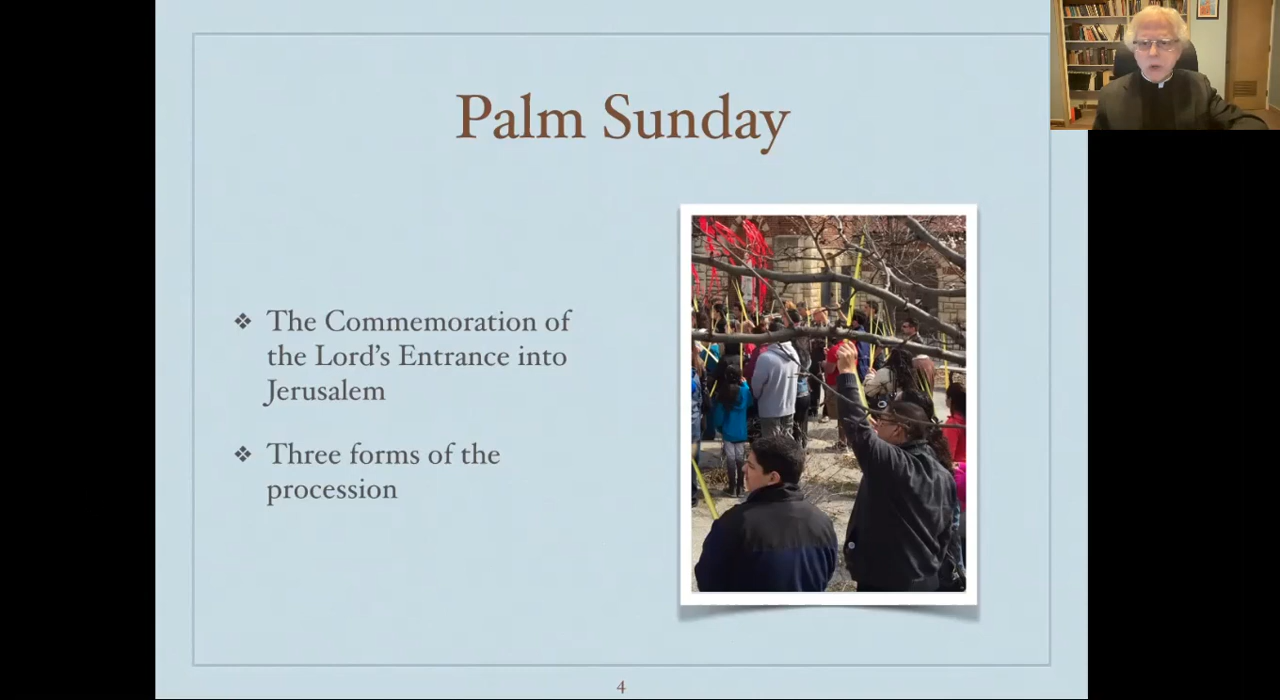 Palm Sunday
❖ The Commemoration of
the Lord’s Entrance into
Jerusalem
❖ Three forms of the
procession
4